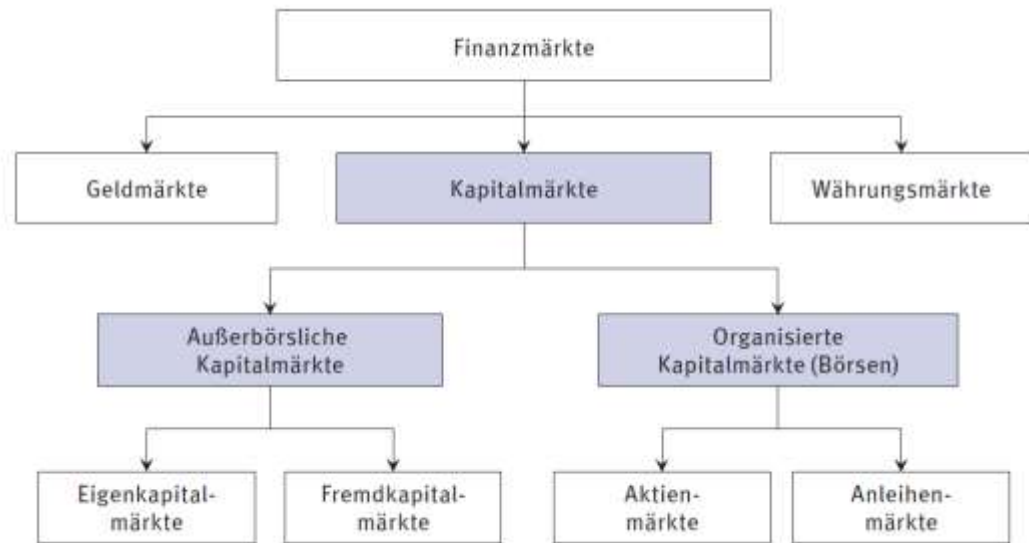 Finanzmärkte
Geldmärkte
Kapitalmärkte
Währungsmärkte
Außerbörsliche
Kapitalmärkte
Organisierte
Kapitalmärkte (Börsen)
Eigenkapital-
märkte
Fremdkapital-
märkte
Aktien-
märkte
Anleihen-
märkte